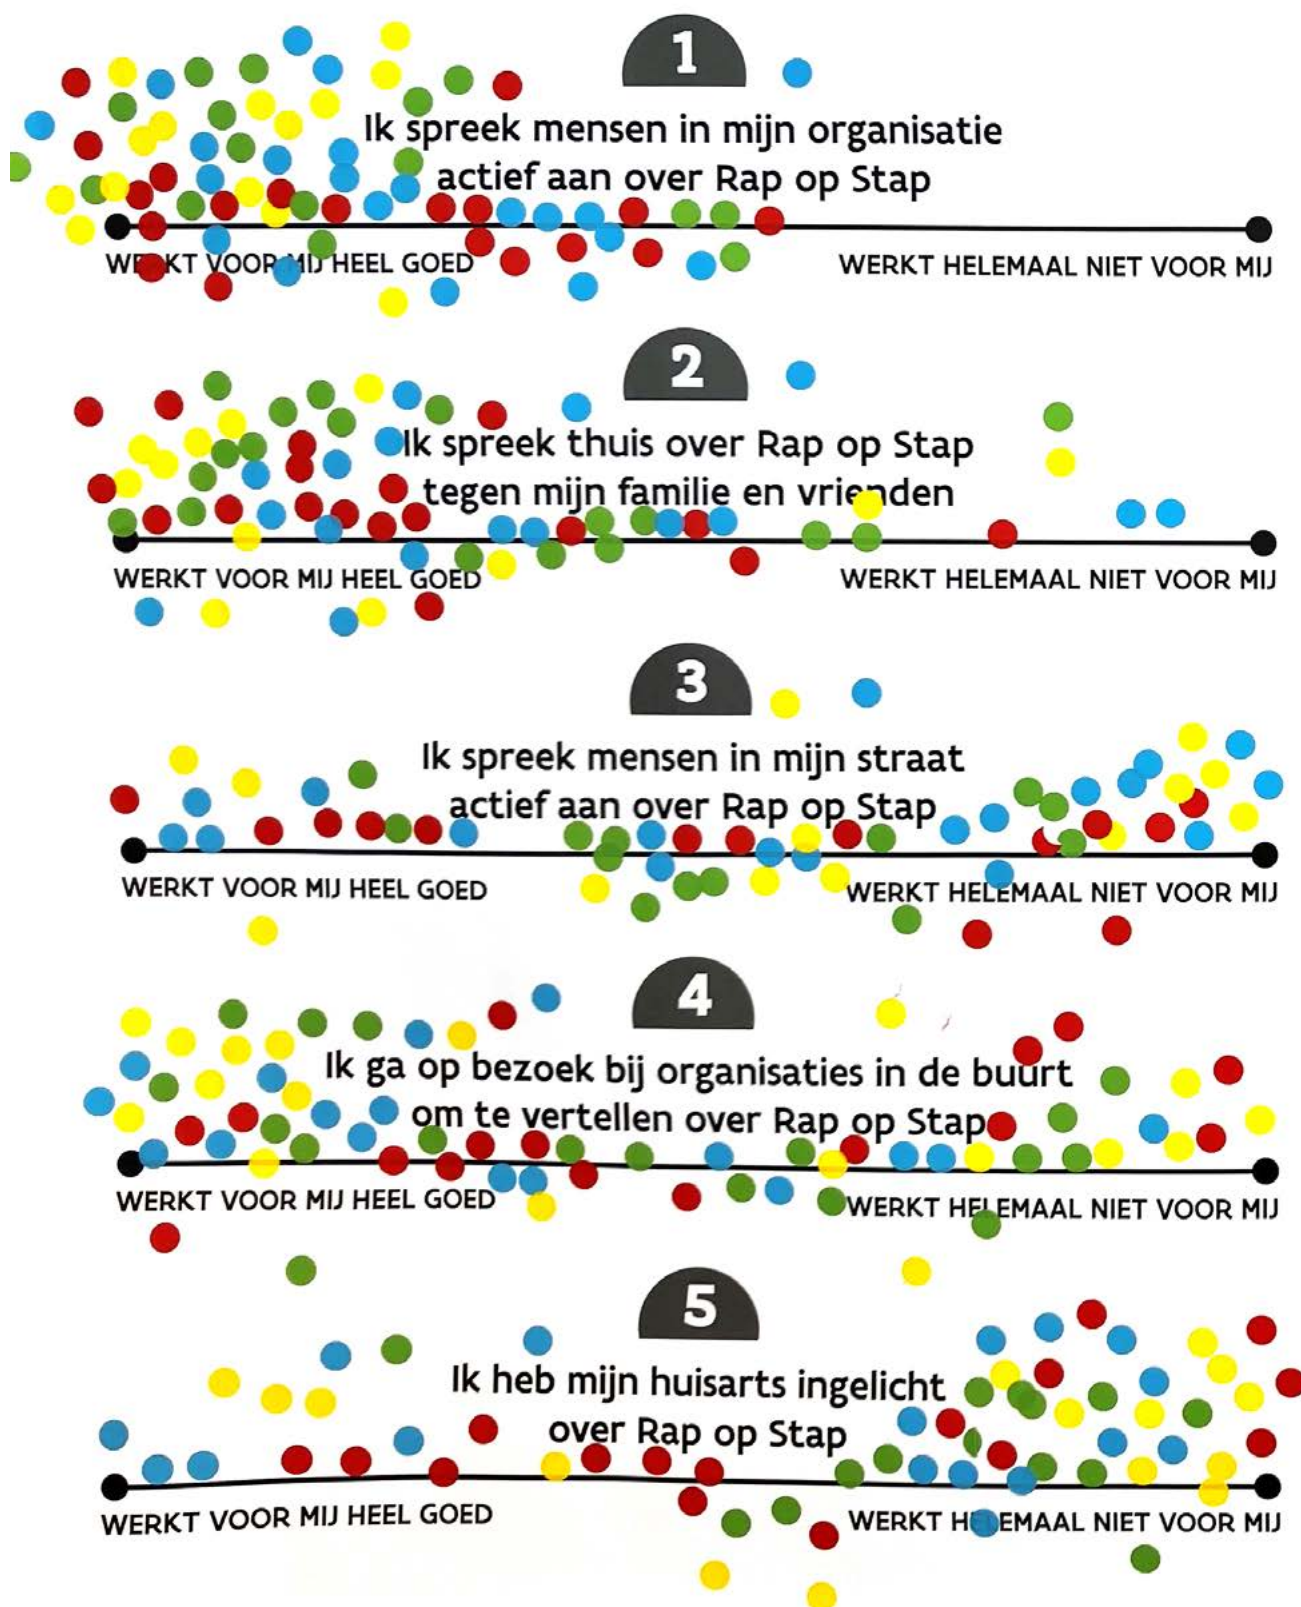 1
Ik spreek mensen in mijn organisatie
actief aan over Rap op Stap
WERKT VOOR MIJ HEEL GOED
WERKT HELEMAAL NIET VOOR MIJ
2
Ik spreek thuis over Rap op Stap
tegen mijn familie en vrienden
WERKT VOOR MIJ HEEL GOED
WERKT HELEMAAL NIET VOOR MIJ
3
Ik spreek mensen in mijn straat
actief aan over Rap op Stap
WERKT VOOR MIJ HEEL GOED
WERKT HELEMAAL NIET VOOR MIJ
4
Ik ga op bezoek bij organisaties in de buurt
om te vertellen over Rap op Stap
WERKT VOOR MIJ HEEL GOED
WERKT HELEMAAL NIET VOOR MIJ
5
Ik heb mijn huisarts ingelicht
over Rap op Stap
WERKT VOOR MIJ HEEL GOED
WERKT HELEMAAL NIET VOOR MIJ